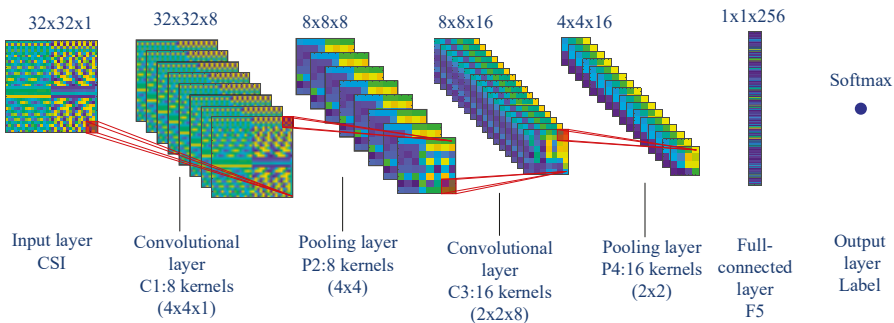 32x32x1
32x32x8
8x8x8
8x8x16
4x4x16
1x1x256
Softmax
Input layer
CSI
Convolutional
layer
C1:8 kernels
(4x4x1)
Pooling layer
P2:8 kernels
(4x4)
Convolutional
layer
C3:16 kernels
(2x2x8)
Pooling layer
P4:16 kernels
(2x2)
Full-
connected
layer
F5
Output
layer
Label